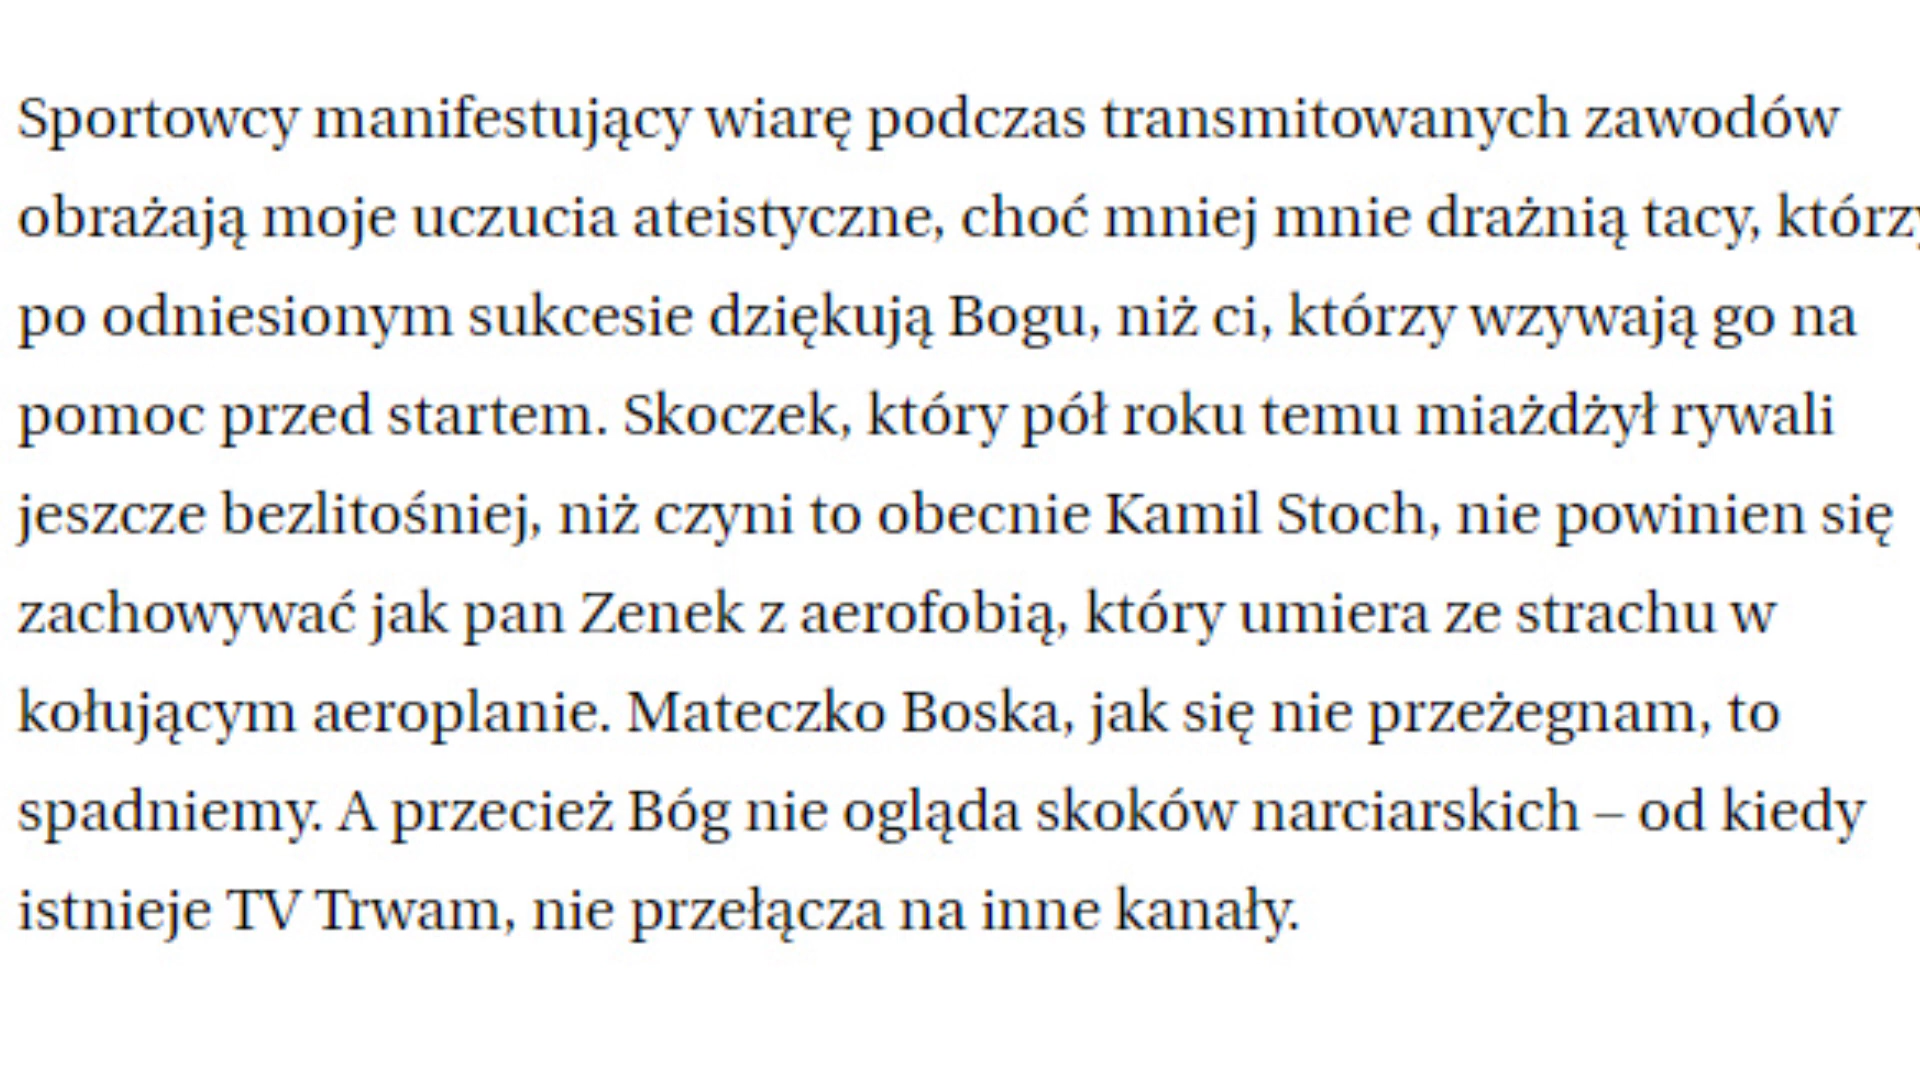 Sportowcy manifestujący wiarę podczas transmitowanych zawodów
obrażają moje uczucia ateistyczne, choć mniej mnie drażnią tacy, którzy
po odniesionym sukcesie dziękują Bogu, niż ci, którzy wzywają go na
pomoc przed startem. Skoczek, który pół roku temu miażdżył rywali
jeszcze bezlitośniej, niż czyni to obecnie Kamil Stoch, nie powinien się
zachowywać jak pan Zenek z aerofobią, który umiera ze strachu w
kołującym aeroplanie. Mateczko Boska, jak się nie przeżegnam, to
spadniemy. A przecież Bóg nie ogląda skoków narciarskich – od kiedy
istnieje TV Trwam, nie przełącza na inne kanały.